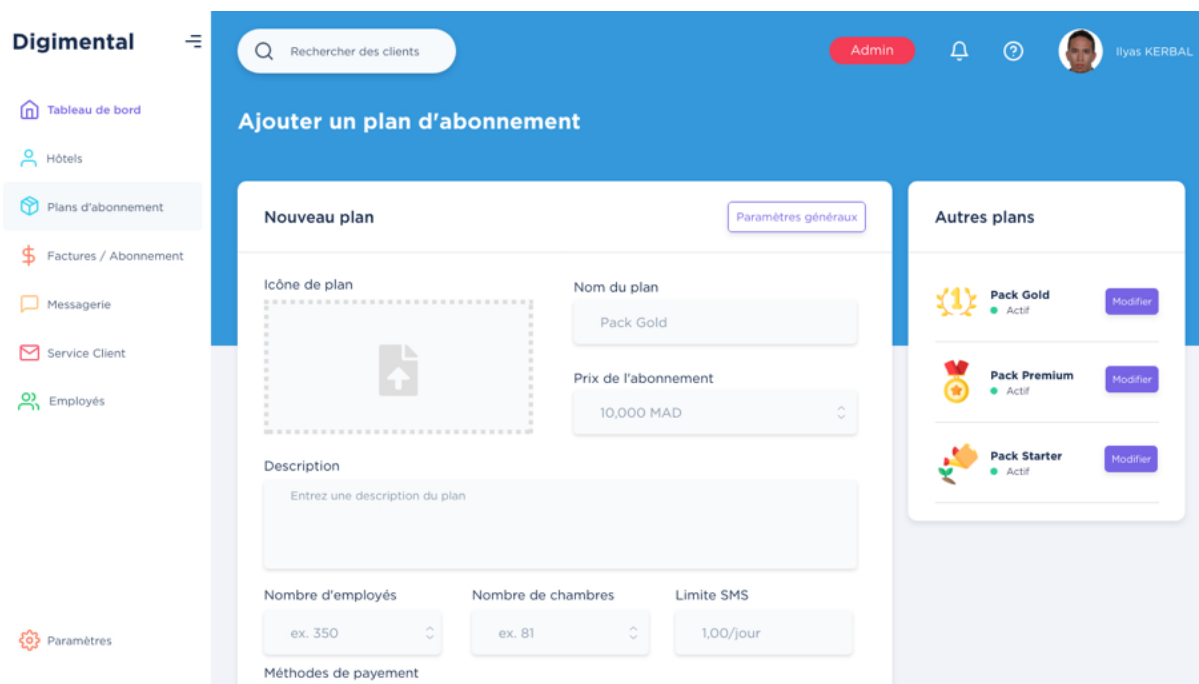 Digimental
Rechercher des clients
Admin
Ilyas KERBAL
Tableau de bord
Hôtels
Plans d'abonnement
Factures / Abonnement
Messagerie
Service Client
Employés
Paramètres
Ajouter un plan d'abonnement
Nouveau plan
Paramètres généraux
Icône de plan
Nom du plan
Pack Gold
Prix de l'abonnement
10,000 MAD
Description
Entrez une description du plan
Nombre d'employés
Nombre de chambres
Limite SMS
ex. 350
ex. 81
1,00/jour
Méthodes de payement
Autres plans
1
Pack Gold
Actif
Modifier
Pack Premium
Actif
Modifier
Pack Starter
Actif
Modifier